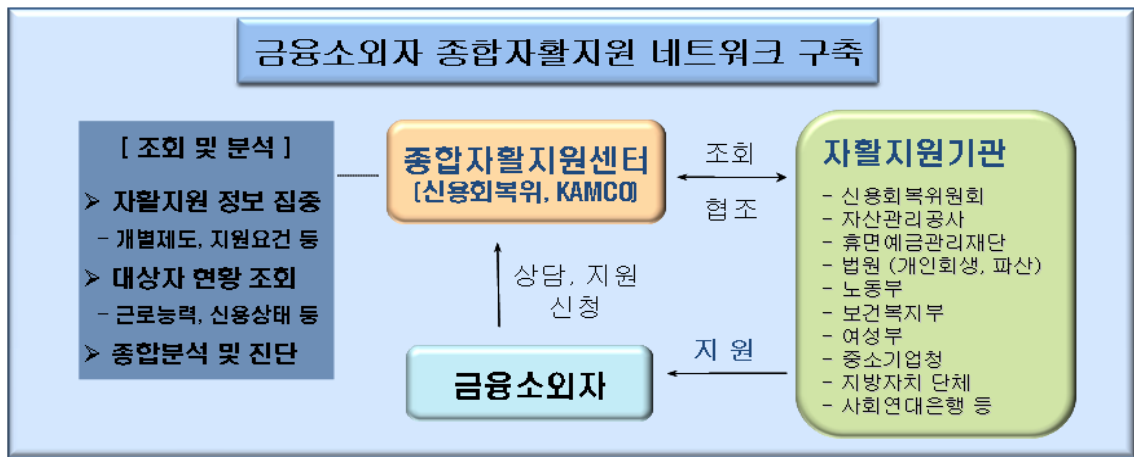 금융소외자 종합자활지원 네트워크 구축
[ 조회 및 분석 ]
➢ 자활지원 정보 집중
– 개별제도, 지원요건 등
➢ 대상자 현황 조회
– 근로능력, 신용상태 등
➢ 종합분석 및 진단
종합자활지원센터
(신용회복위, KAMCO)
조회
협조
상담, 지원
신청
금융소외자
지 원
자활지원기관
– 신용회복위원회
– 자산관리공사
– 휴면예금관리재단
– 법원 (개인회생, 파산)
– 노동부
– 보건복지부
– 여성부
– 중소기업청
– 지방자치 단체
– 사회연대은행 등